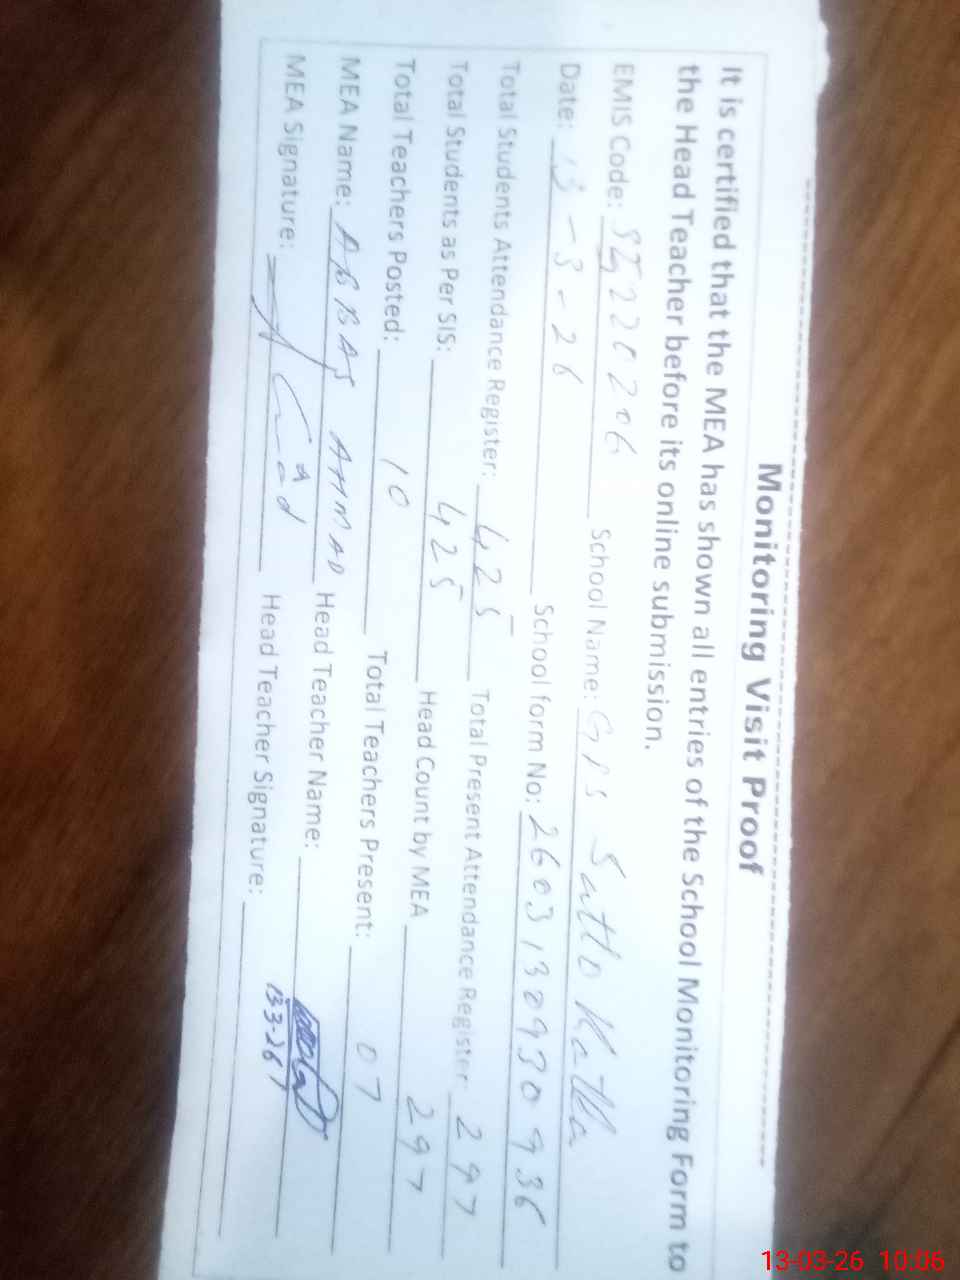 Monitoring Visit Proof
It is certified that the MEA has shown all entries of the School Monitoring Form to
the Head Teacher before its online submission.
EMIS Code: School Name: GPS
Date: 13-3-26 School form No:
Total Students Attendance Register: 425 Total Present Attendance Register: 297
Total Students as Per SIS: 425 Head Count by MEA 297
Total Teachers Posted: 10 Total Teachers Present: 07
MEA Name: ABBAS AHMAD Head Teacher Name:
MEA Signature: Head Teacher Signature:
13-3-26
13-03-26 10:06